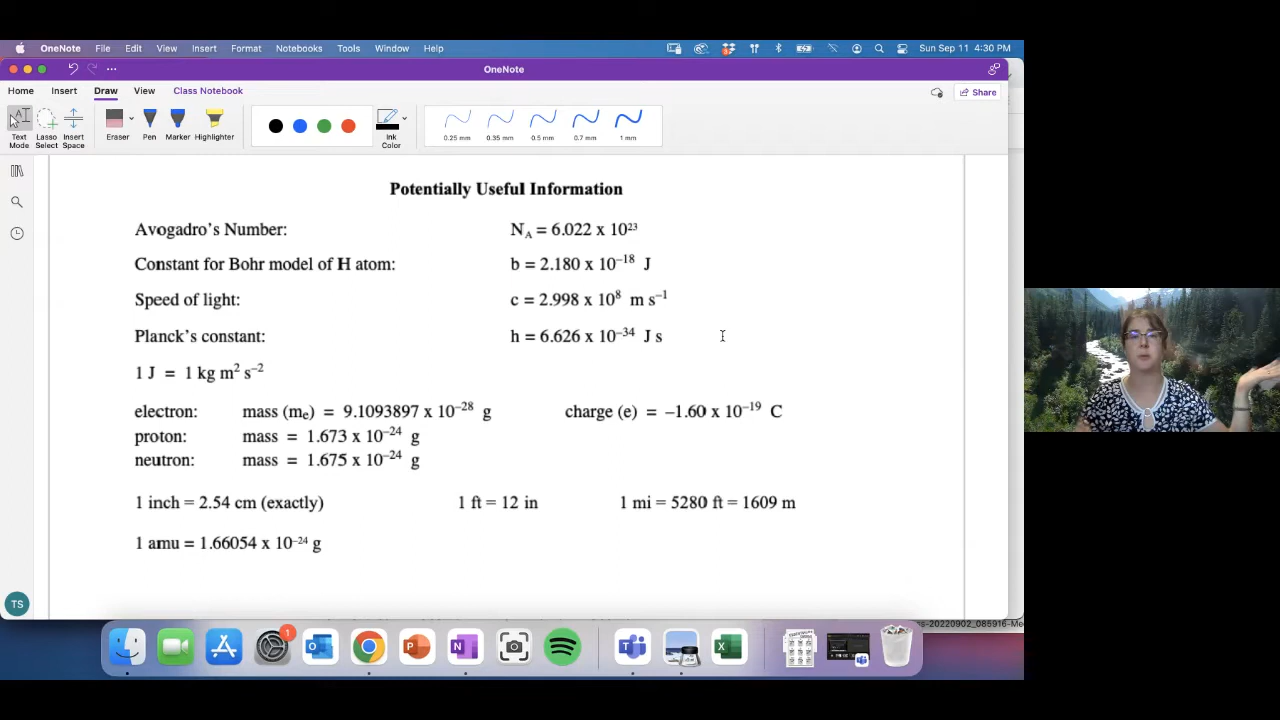 OneNote File Edit View Insert Format Notebooks Tools Window Help Sun Sep 11 4:30 PM
OneNote
Home Insert Draw View Class Notebook Share
Text Mode Lasso Select Insert Space Eraser Pen Marker Highlighter Ink Color 0.25 mm 0.35 mm 0.5 mm 0.7 mm 1 mm
Potentially Useful Information
Avogadro's Number: N_A = 6.022 x 10²³
Constant for Bohr model of H atom: b = 2.180 x 10⁻¹⁸ J
Speed of light: c = 2.998 x 10⁸ m s⁻¹
Planck's constant: h = 6.626 x 10⁻³⁴ J s
1 J = 1 kg m² s⁻²
electron: mass (mₑ) = 9.1093897 x 10⁻²⁸ g charge (e) = –1.60 x 10⁻¹⁹ C
proton: mass = 1.673 x 10⁻²⁴ g
neutron: mass = 1.675 x 10⁻²⁴ g
1 inch = 2.54 cm (exactly) 1 ft = 12 in 1 mi = 5280 ft = 1609 m
1 amu = 1.66054 x 10⁻²⁴ g
TS
1